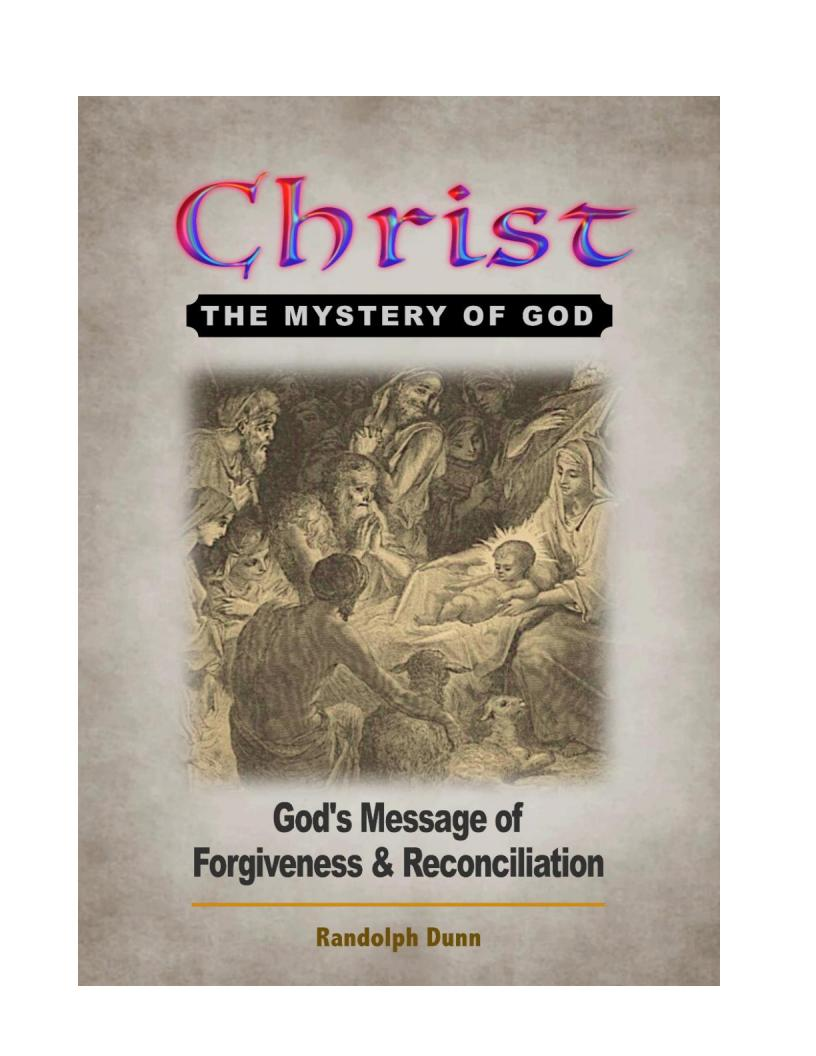 Christ
THE MYSTERY OF GOD
God's Message of
Forgiveness & Reconciliation
Randolph Dunn